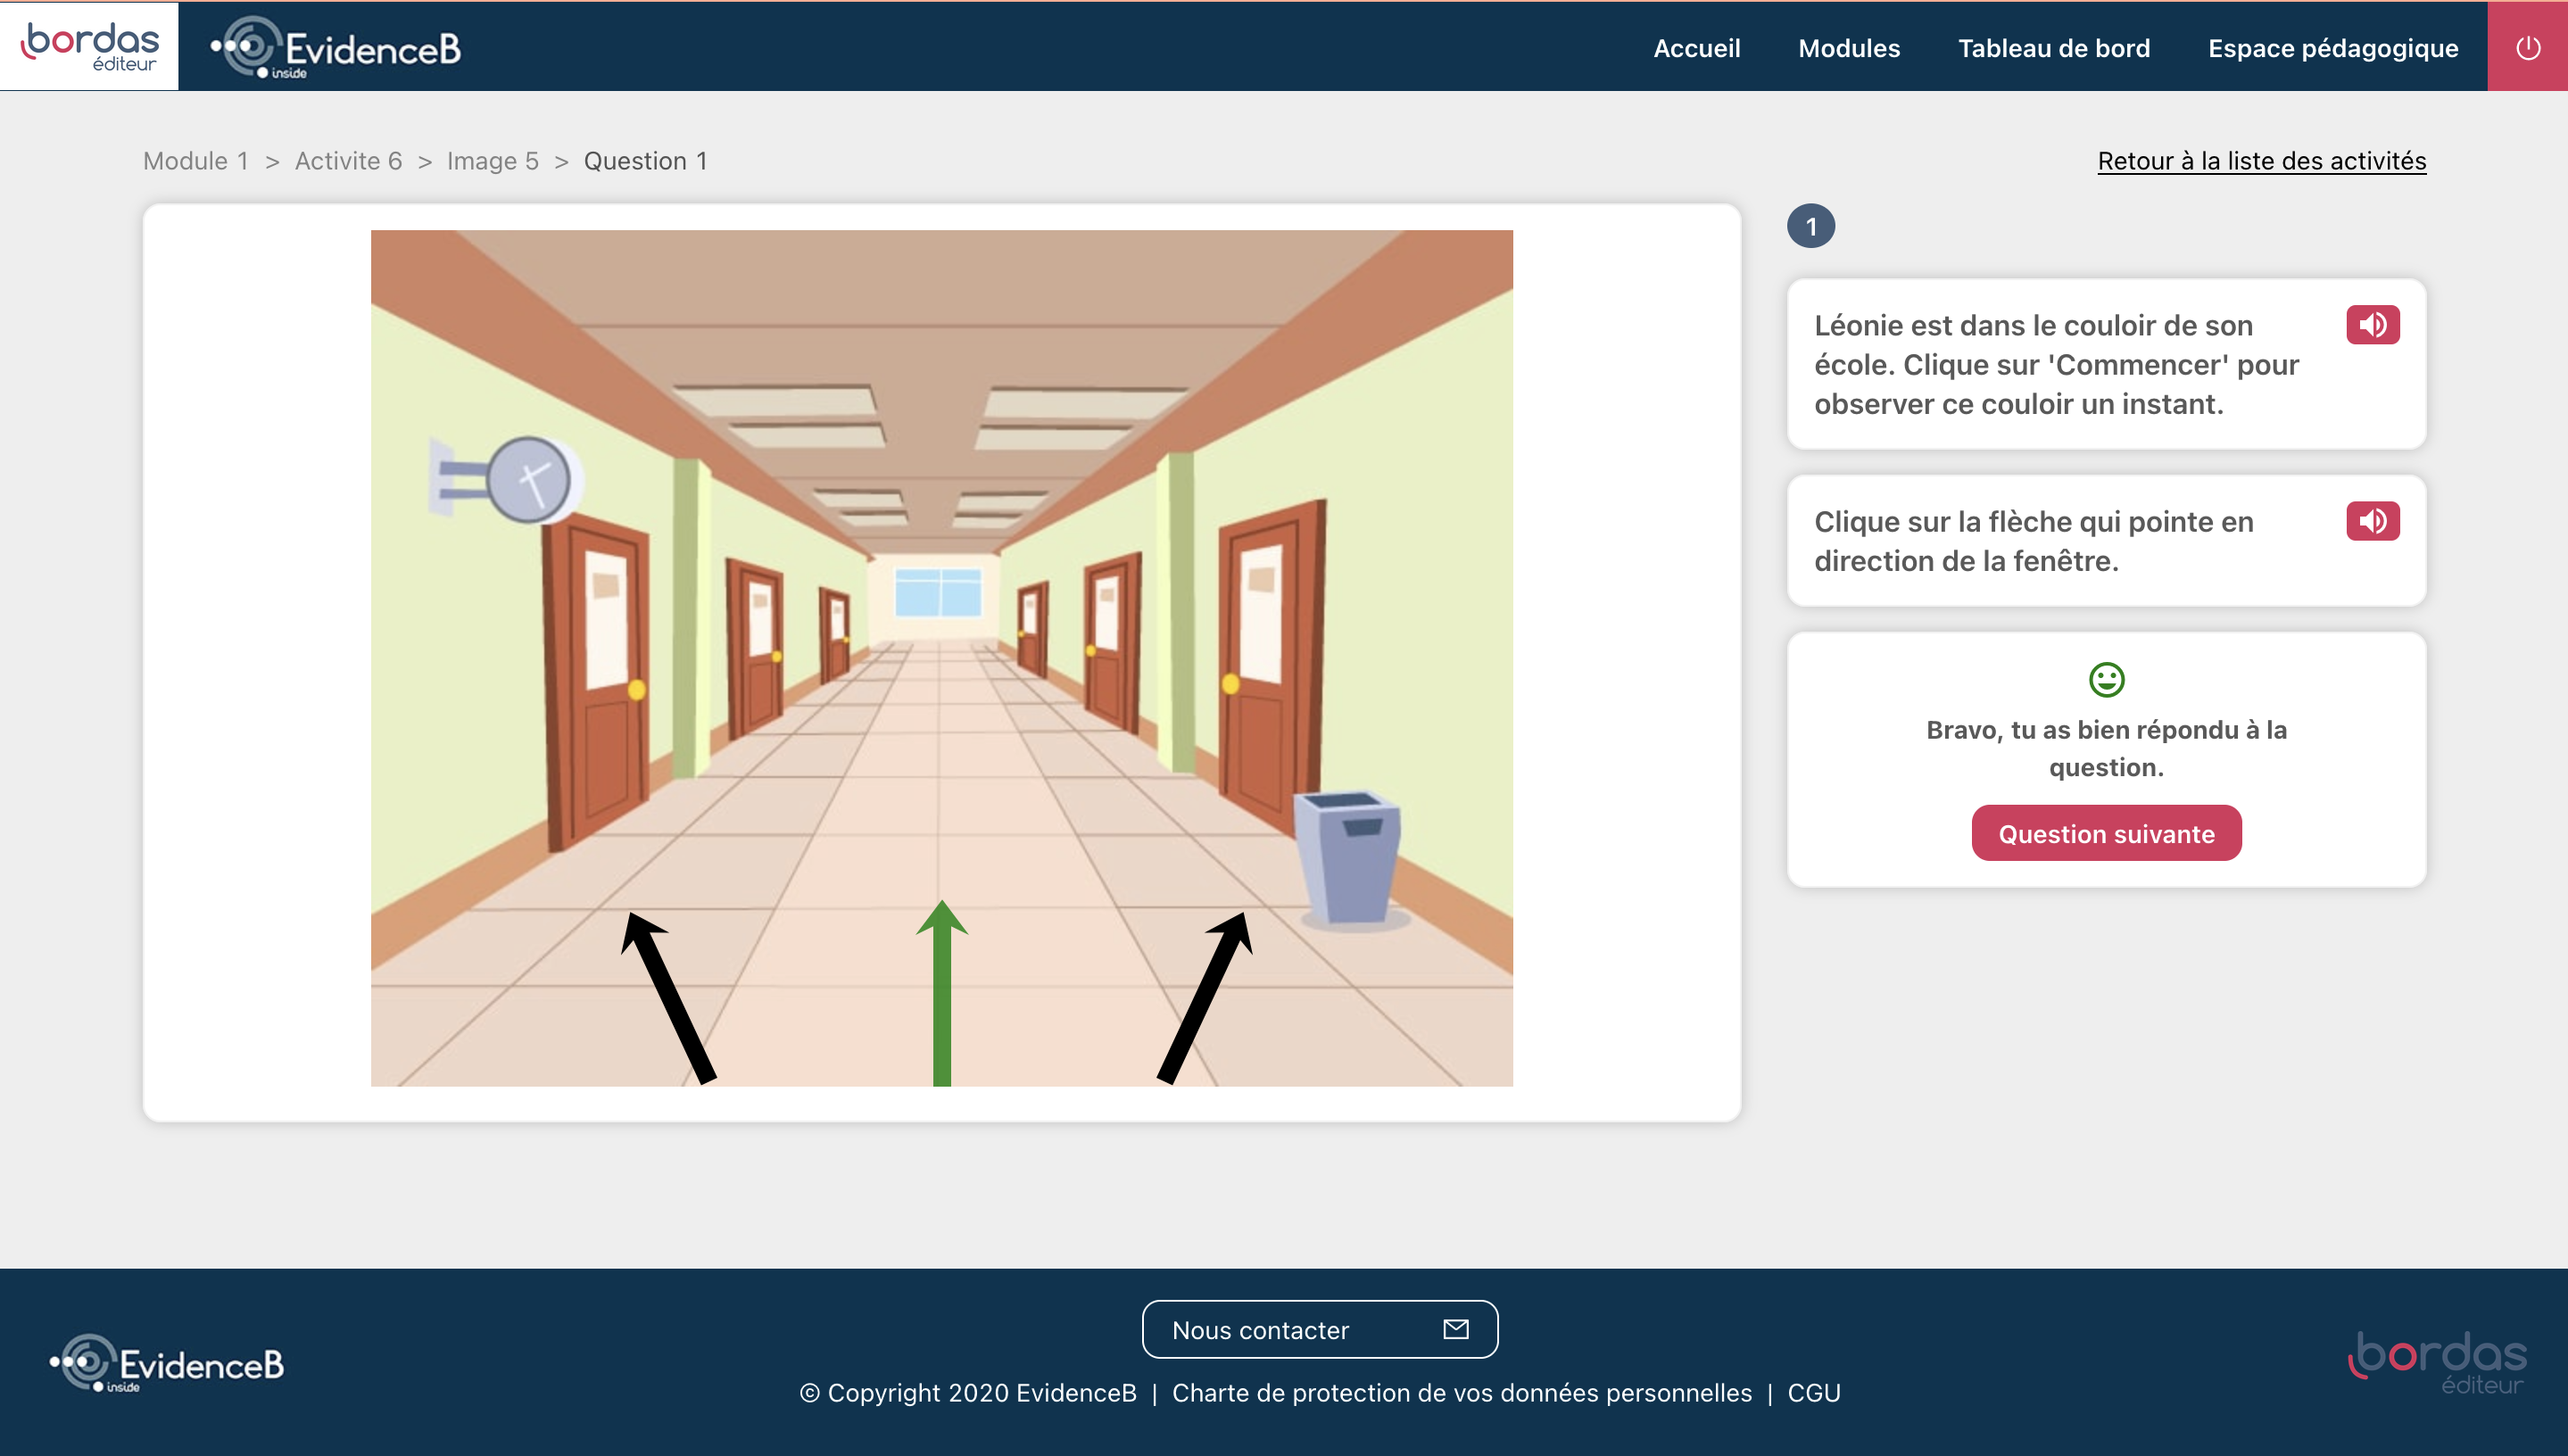 bordas
éditeur
EvidenceB
inside
Accueil
Modules
Tableau de bord
Espace pédagogique
Module 1 > Activite 6 > Image 5 > Question 1
Retour à la liste des activités
1
Léonie est dans le couloir de son
école. Clique sur 'Commencer' pour
observer ce couloir un instant.
Clique sur la flèche qui pointe en
direction de la fenêtre.
Bravo, tu as bien répondu à la
question.
Question suivante
EvidenceB
inside
Nous contacter
© Copyright 2020 EvidenceB | Charte de protection de vos données personnelles | CGU
bordas
éditeur